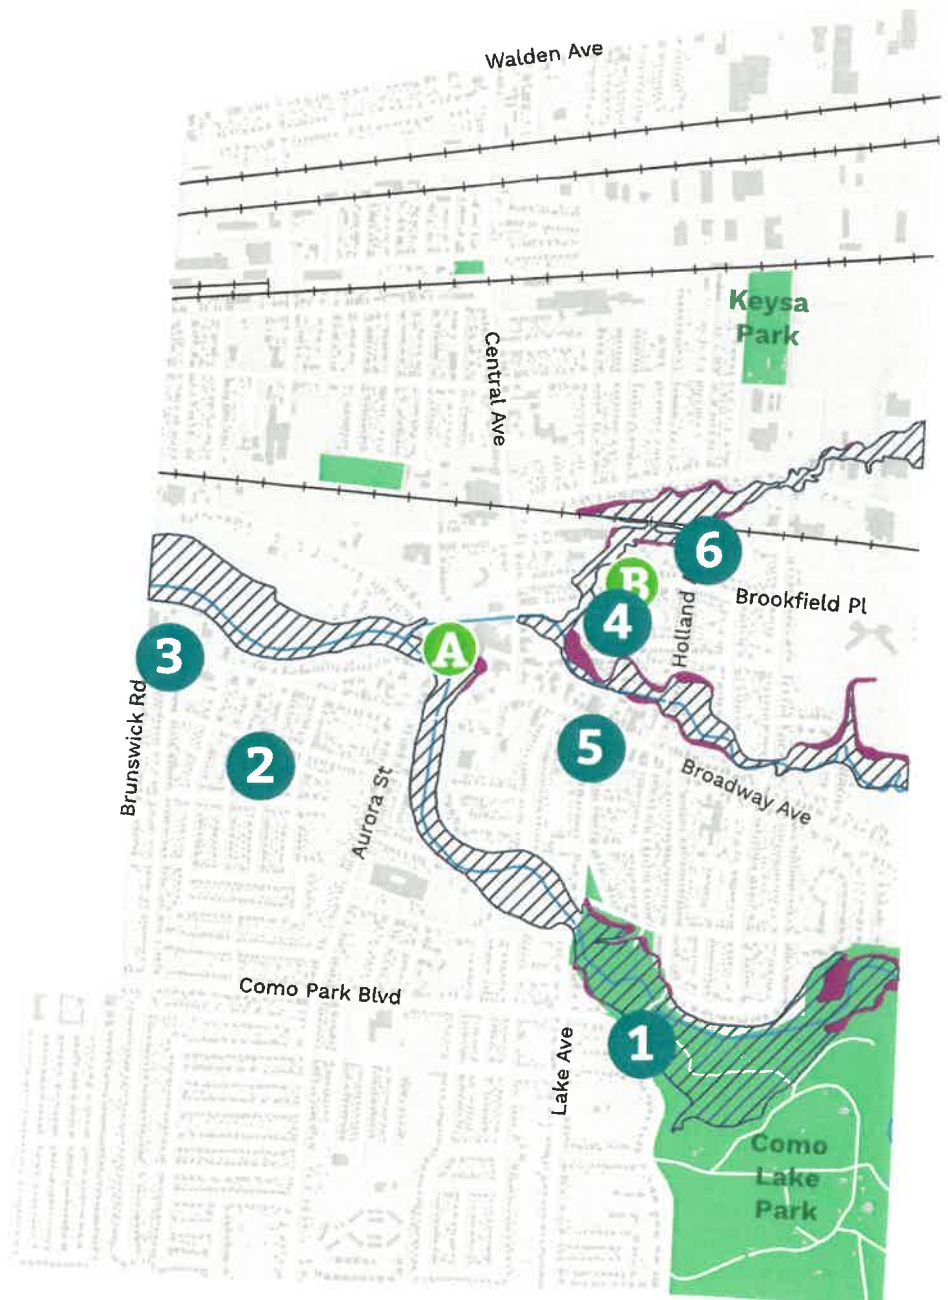 Walden Ave
Keysa
Park
Central Ave
6
B
Brookfield Pl
4
Holland
A
3
Brunswick Rd
5
2
Broadway Ave
Aurora St
Como Park Blvd
1
Lake Ave
Como
Lake
Park